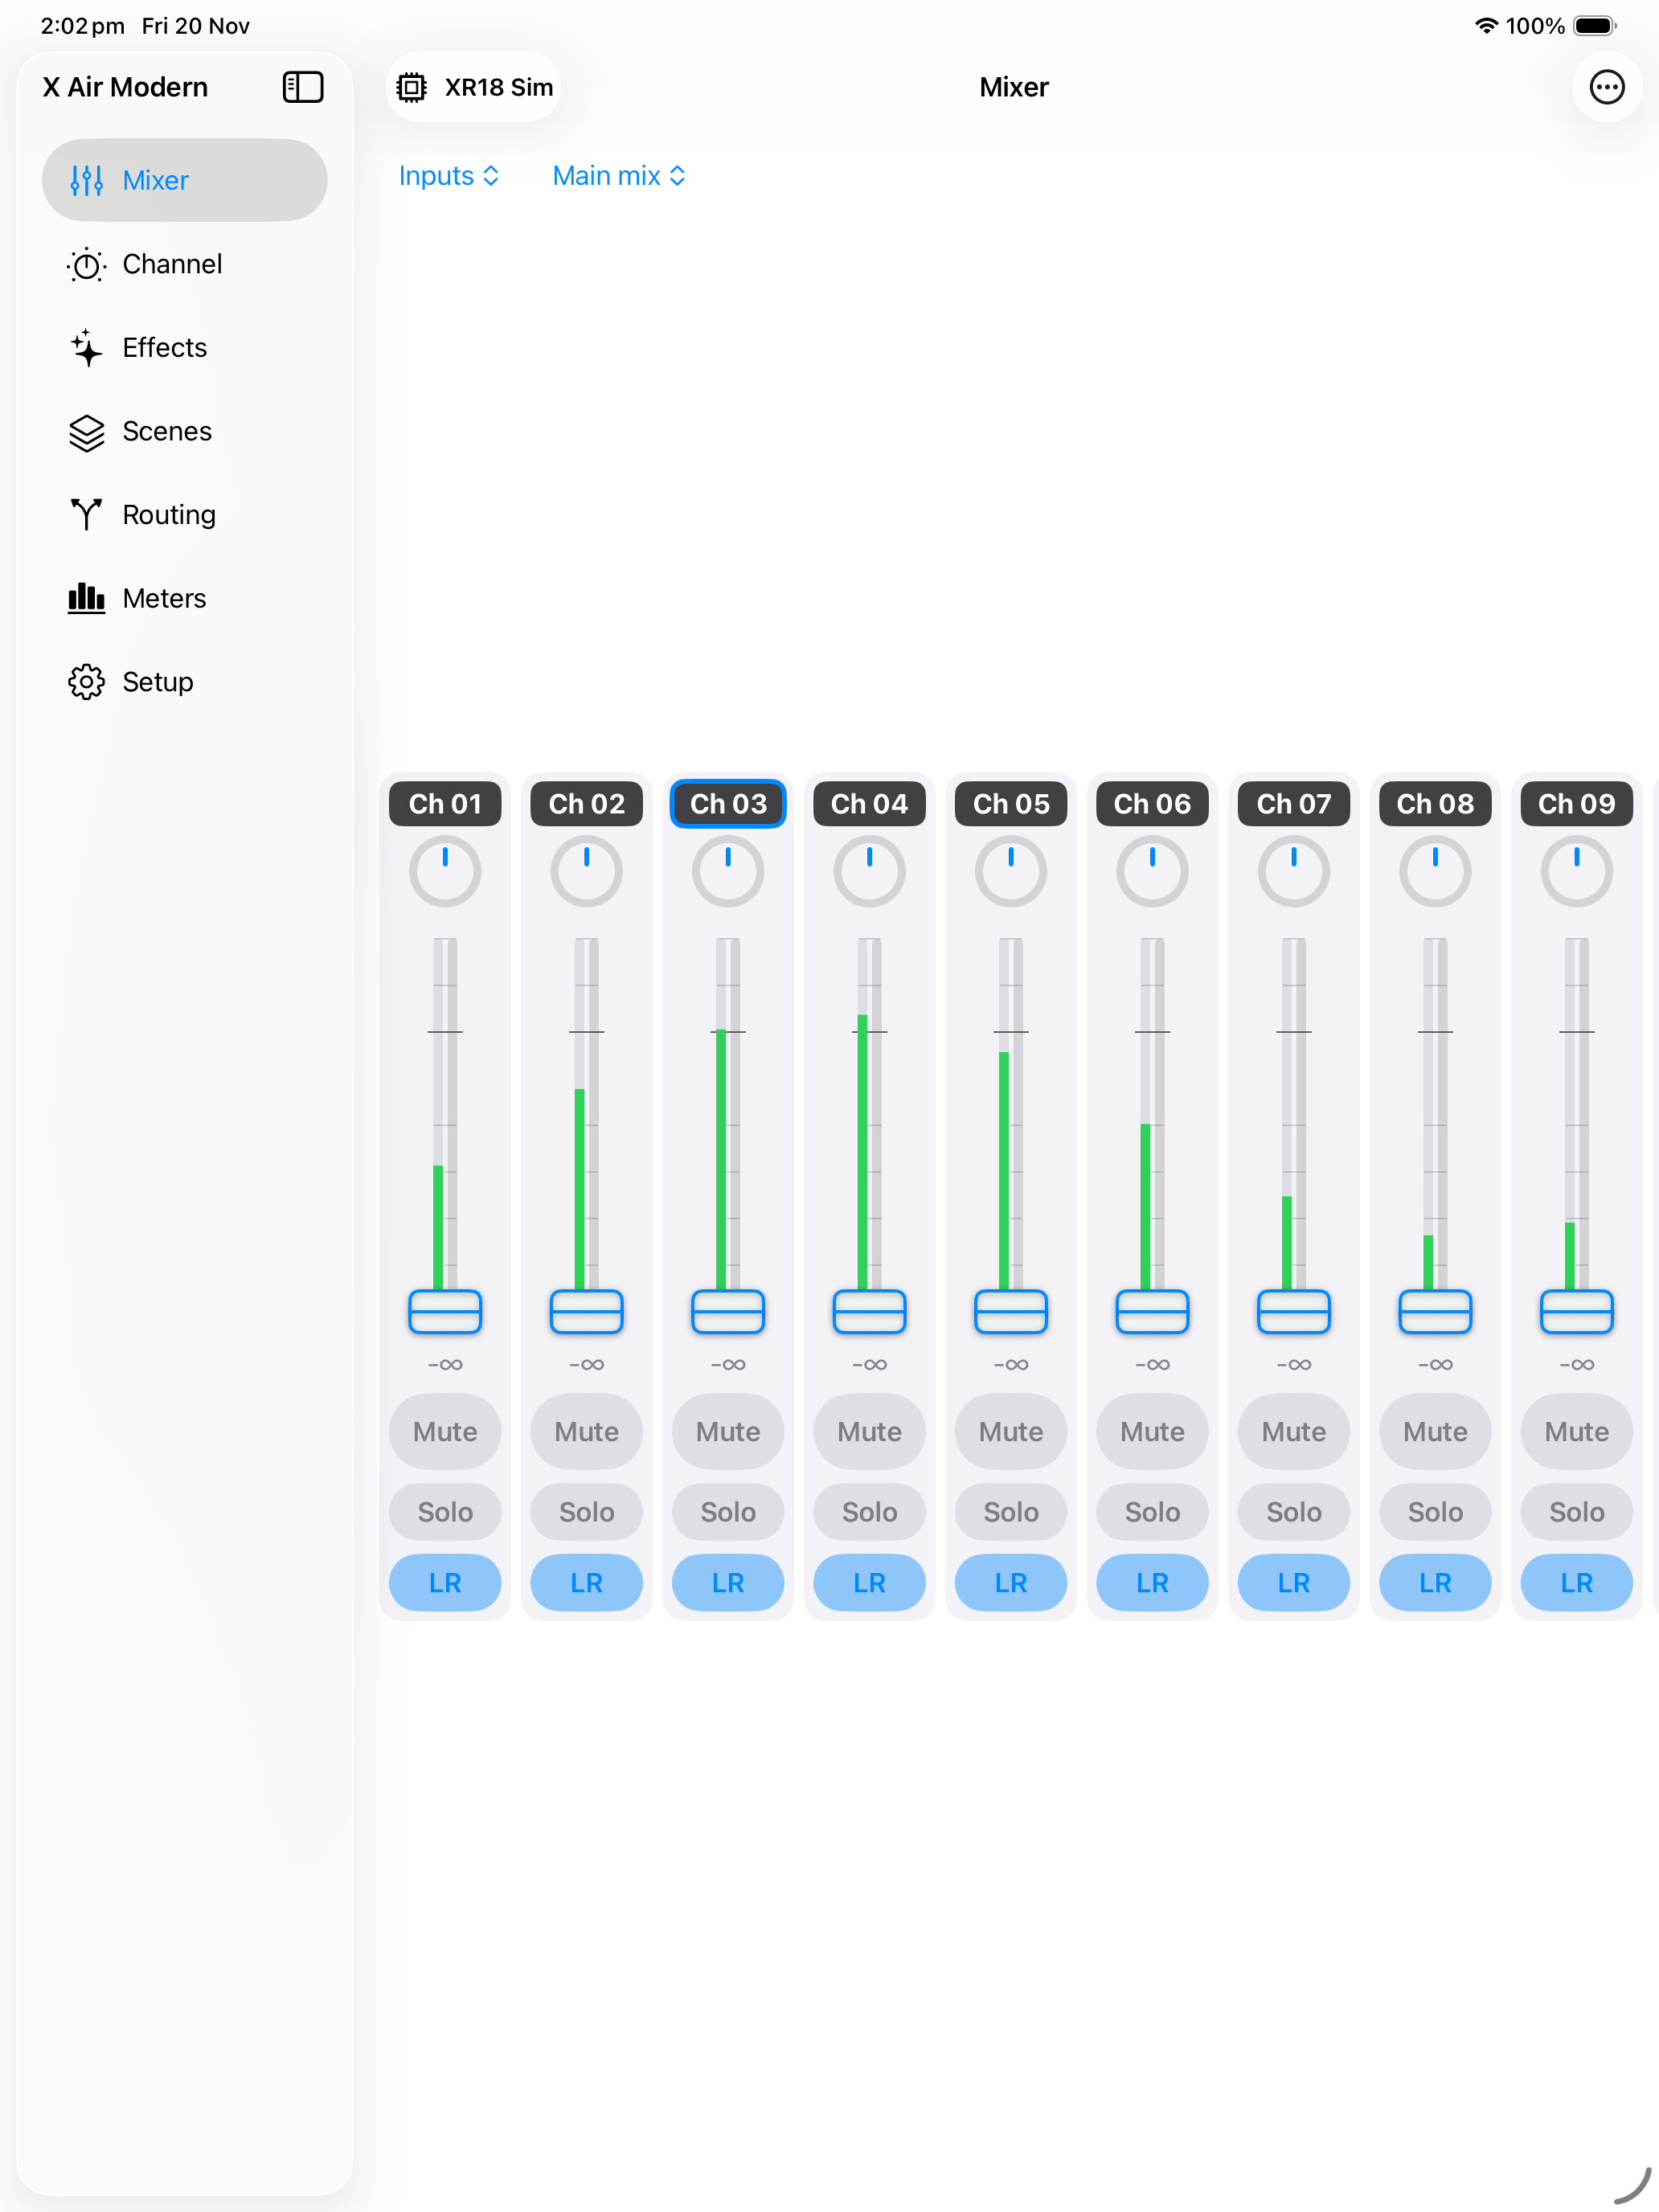 2:02 pm Fri 20 Nov 100%
X Air Modern
XR18 Sim
Mixer
Mixer
Channel
Effects
Scenes
Routing
Meters
Setup
Inputs Main mix
Ch 01 Ch 02 Ch 03 Ch 04 Ch 05 Ch 06 Ch 07 Ch 08 Ch 09
-∞ -∞ -∞ -∞ -∞ -∞ -∞ -∞ -∞
Mute Mute Mute Mute Mute Mute Mute Mute Mute
Solo Solo Solo Solo Solo Solo Solo Solo Solo
LR LR LR LR LR LR LR LR LR